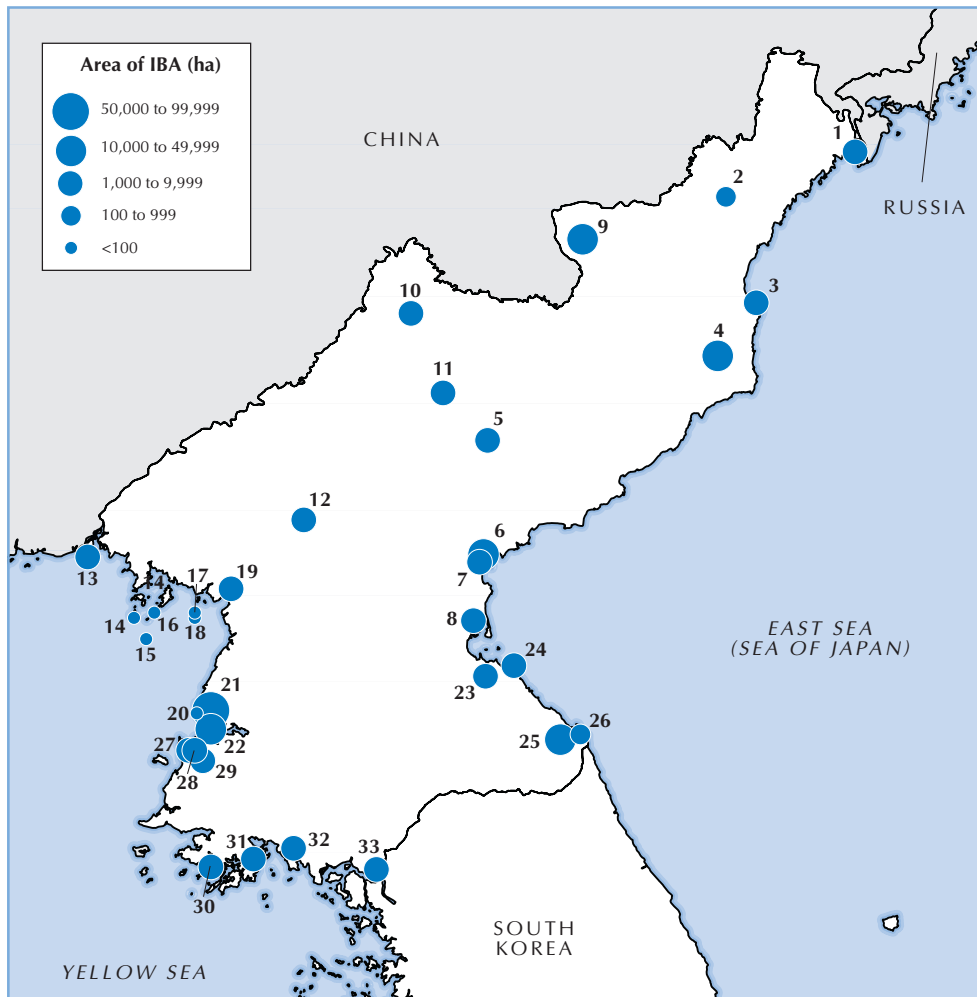 Area of IBA (ha)
50,000 to 99,999
10,000 to 49,999
1,000 to 9,999
100 to 999
<100
CHINA
1
2
RUSSIA
9
3
10
4
11
5
12
6
13
7
14
17
19
14
16
18
8
15
EAST SEA
(SEA OF JAPAN)
24
23
21
20
22
26
25
27
28
29
31
32
33
30
SOUTH
KOREA
YELLOW SEA